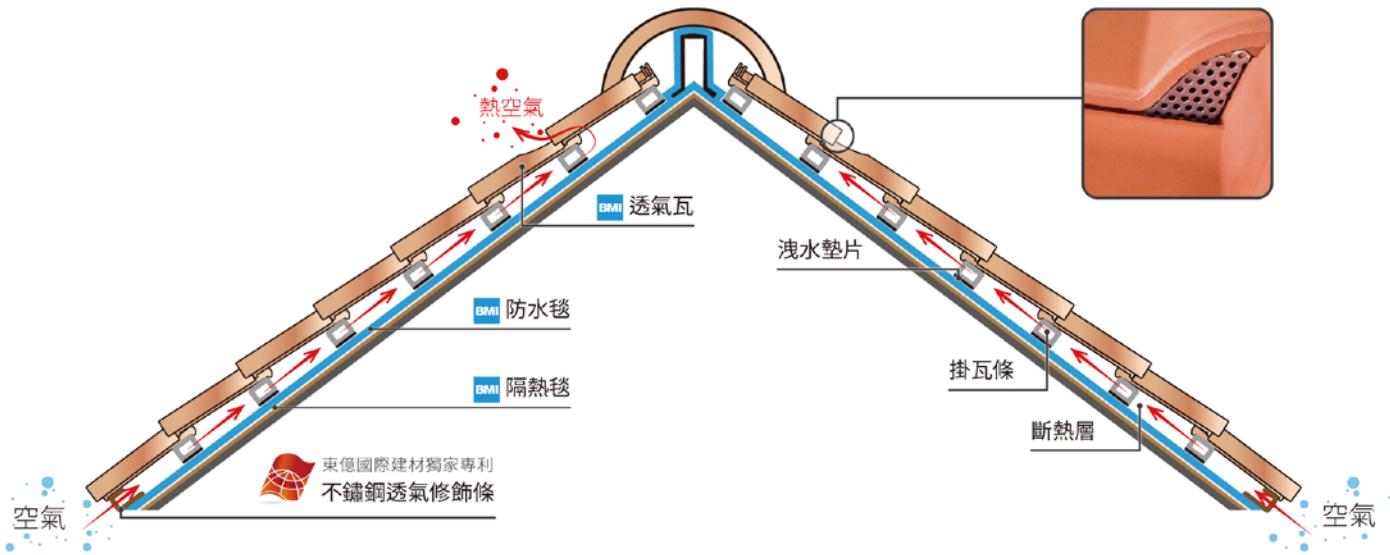 熱空氣
BMI 透氣瓦
洩水墊片
BMI 防水毯
掛瓦條
BMI 隔熱毯
斷熱層
東億國際建材獨家專利
不鏽鋼透氣修飾條
空氣
空氣